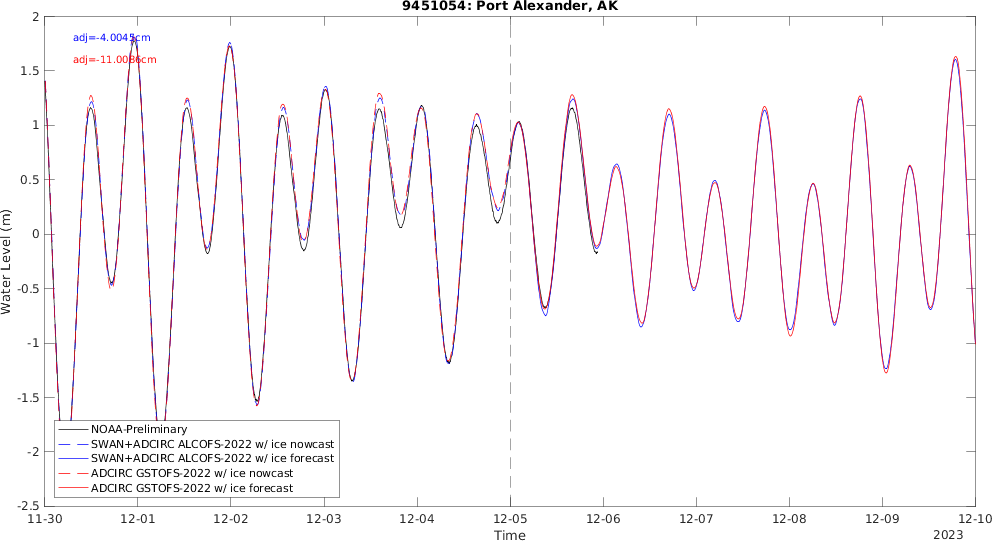 9451054: Port Alexander, AK
adj=-4.0045cm
adj=-11.0086cm
2
1.5
1
0.5
0
-0.5
-1
-1.5
-2
-2.5
Water Level (m)
NOAA-Preliminary
SWAN+ADCIRC ALCOFS-2022 w/ ice nowcast
SWAN+ADCIRC ALCOFS-2022 w/ ice forecast
ADCIRC GSTOFS-2022 w/ ice nowcast
ADCIRC GSTOFS-2022 w/ ice forecast
11-30 12-01 12-02 12-03 12-04 12-05 12-06 12-07 12-08 12-09 12-10
Time
2023